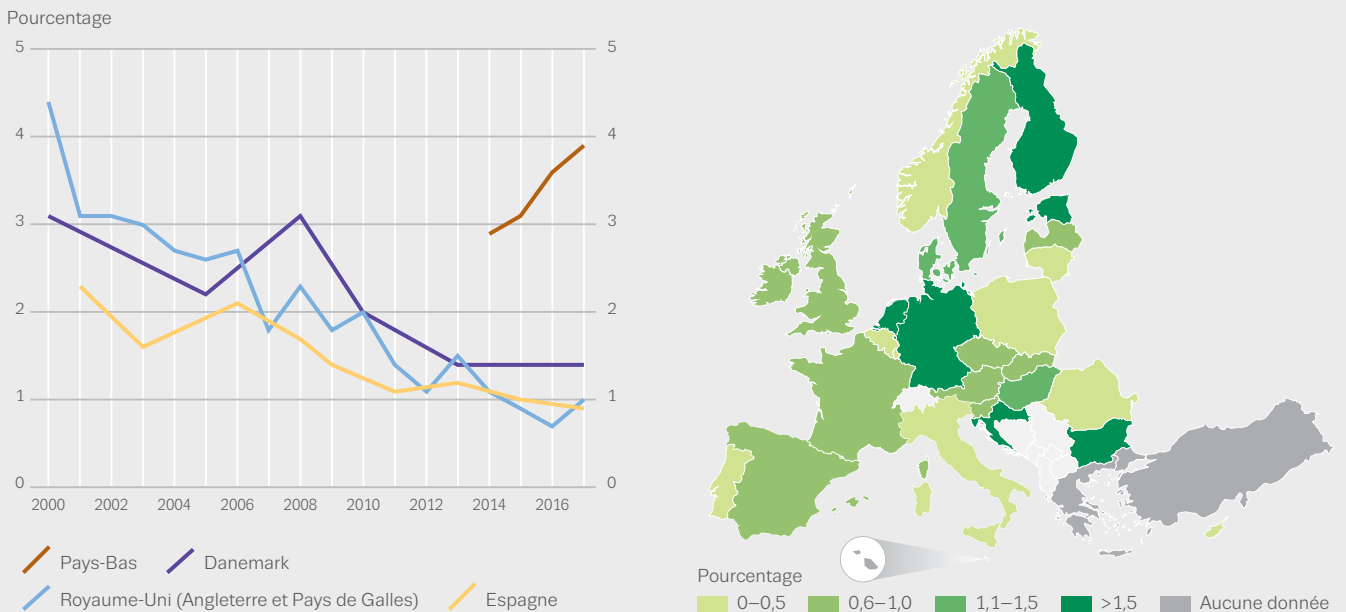 Pourcentage
5 5
4 4
3 3
2 2
1 1
0 0
2000 2002 2004 2006 2008 2010 2012 2014 2016
Pays-Bas Danemark
Royaume-Uni (Angleterre et Pays de Galles) Espagne
Pourcentage
0–0,5 0,6–1,0 1,1–1,5 >1,5 Aucune donnée